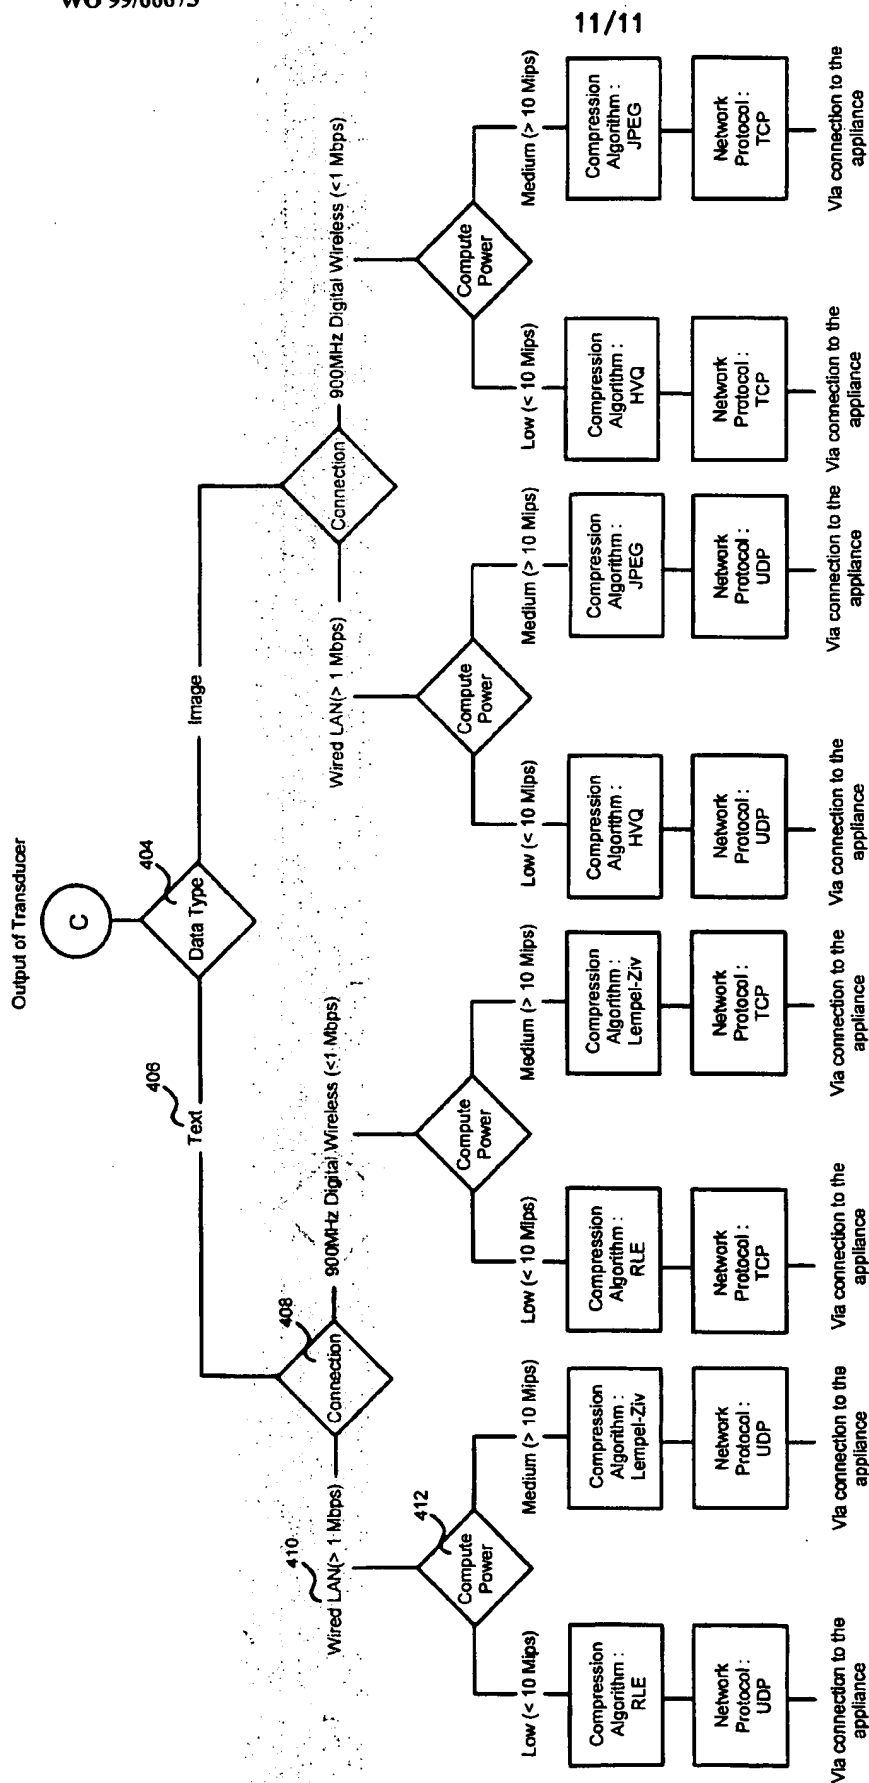 WO
11/11
Output of Transducer
C
404
Data Type
406
Text
Image
408
Connection
Connection
410
Wired LAN(> 1 Mbps)
900MHz Digital Wireless (<1 Mbps)
Wired LAN(> 1 Mbps)
900MHz Digital Wireless (<1 Mbps)
412
Compute
Power
Compute
Power
Compute
Power
Compute
Power
Low (< 10 Mips)
Medium (> 10 Mips)
Low (< 10 Mips)
Medium (> 10 Mips)
Low (< 10 Mips)
Medium (> 10 Mips)
Low (< 10 Mips)
Medium (> 10 Mips)
Compression
Algorithm :
RLE
Compression
Algorithm :
Lempel-Ziv
Compression
Algorithm :
RLE
Compression
Algorithm :
Lempel-Ziv
Compression
Algorithm :
HVQ
Compression
Algorithm :
JPEG
Compression
Algorithm :
HVQ
Compression
Algorithm :
JPEG
Network
Protocol :
UDP
Network
Protocol :
UDP
Network
Protocol :
TCP
Network
Protocol :
TCP
Network
Protocol :
UDP
Network
Protocol :
UDP
Network
Protocol :
TCP
Network
Protocol :
TCP
Via connection to the
appliance
Via connection to the
appliance
Via connection to the
appliance
Via connection to the
appliance
Via connection to the
appliance
Via connection to the
appliance
Via connection to the
appliance
Via connection to the
appliance